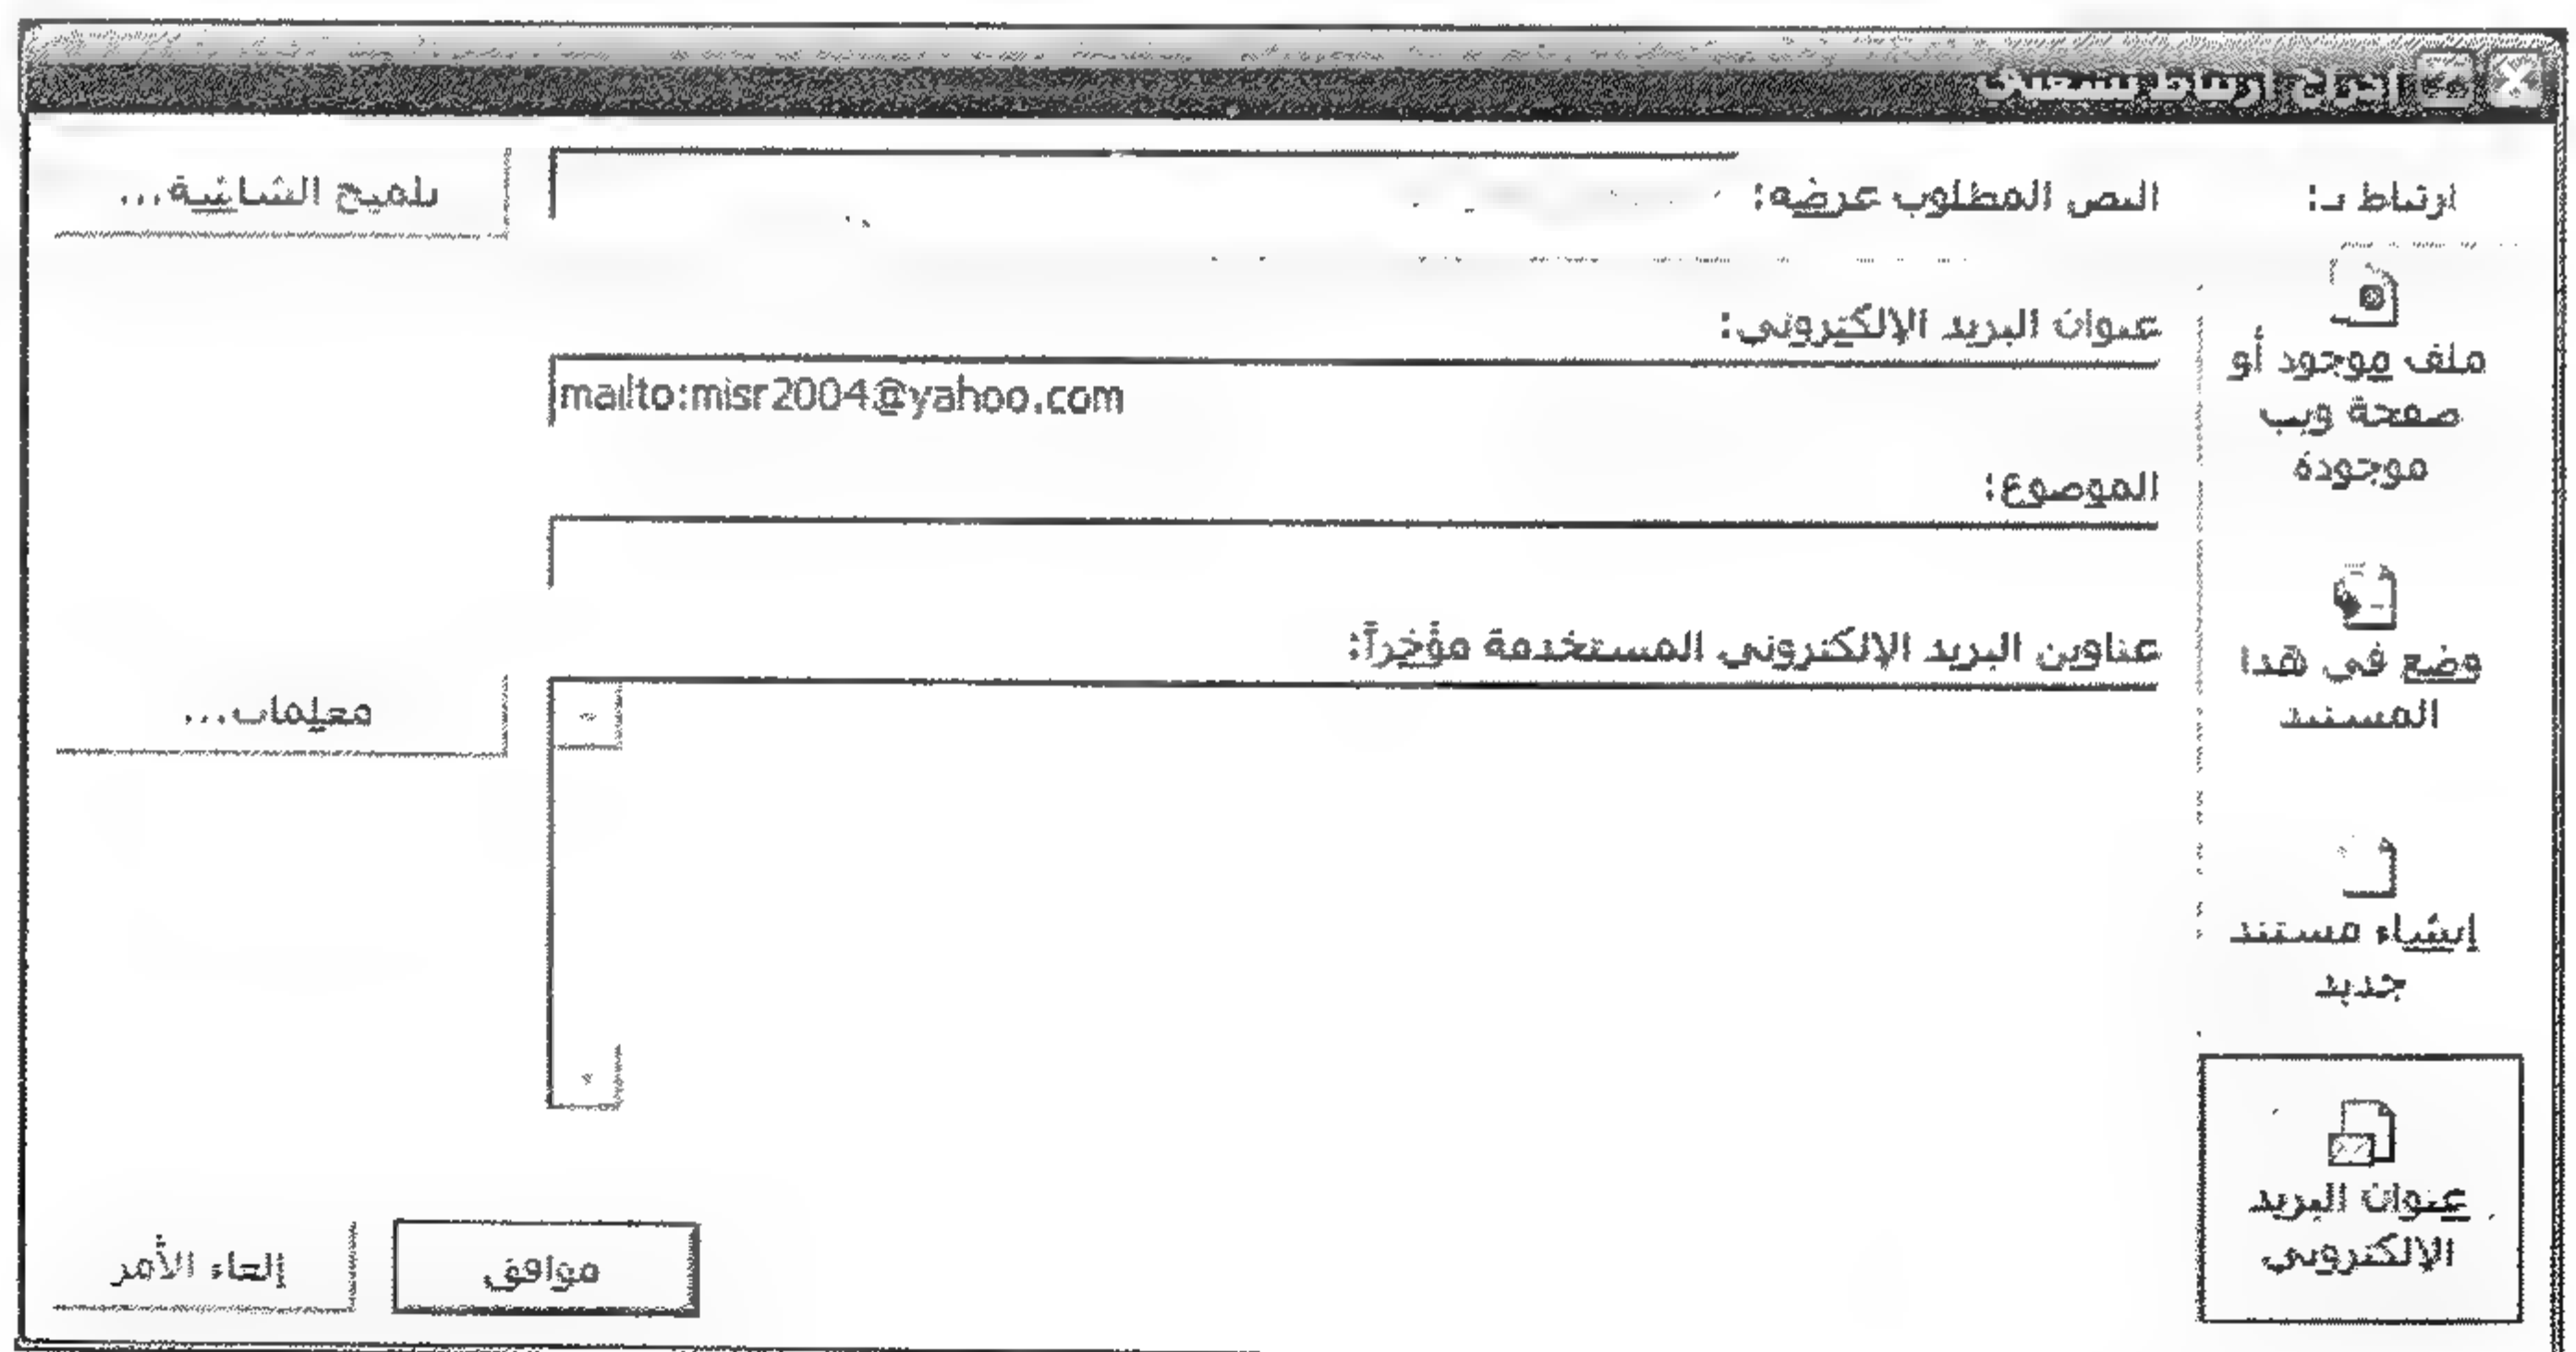 إدراج ارتباط تشعبي
ارتباط بـ:
النص المطلوب عرضه:
تلميح الشاشة...
ملف موجود أو
صفحة ويب
موجودة
وضع في هذا
المستند
إنشاء مستند
جديد
عنوان البريد
الإلكتروني
عنوان البريد الإلكتروني:
mailto:misr2004@yahoo.com
الموضوع:
عناوين البريد الإلكتروني المستخدمة مؤخراً:
معلمات...
موافق
إلغاء الأمر